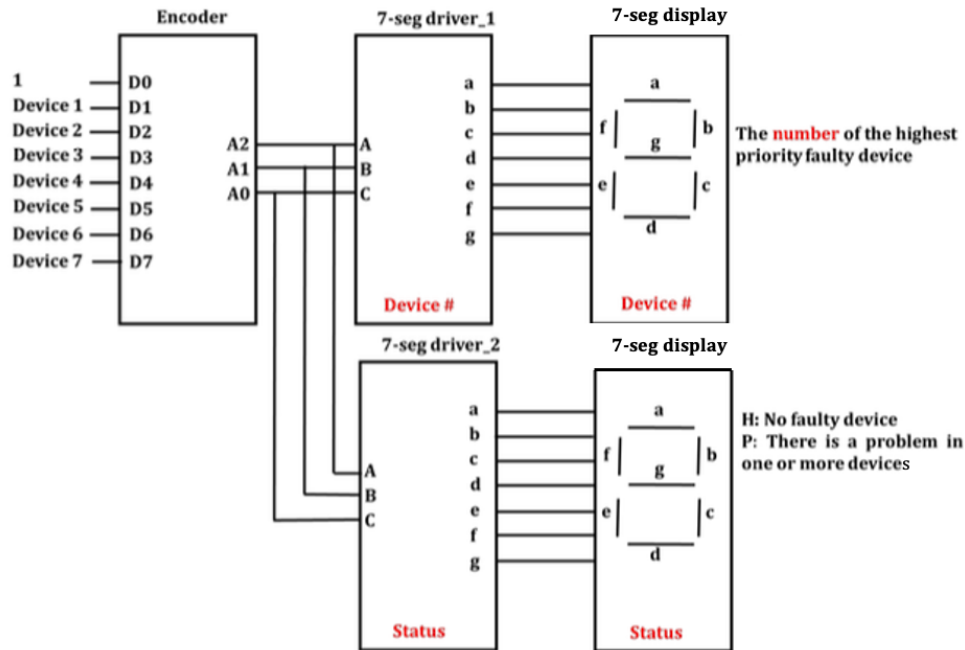 Encoder
7-seg driver_1
7-seg display
1
Device 1
Device 2
Device 3
Device 4
Device 5
Device 6
Device 7
D0
D1
D2
D3
D4
D5
D6
D7
A2
A1
A0
A
B
C
a
b
c
d
e
f
g
Device #
a
f
b
g
e
c
d
Device #
The number of the highest
priority faulty device
7-seg driver_2
7-seg display
A
B
C
a
b
c
d
e
f
g
Status
a
f
b
g
e
c
d
Status
H: No faulty device
P: There is a problem in
one or more devices